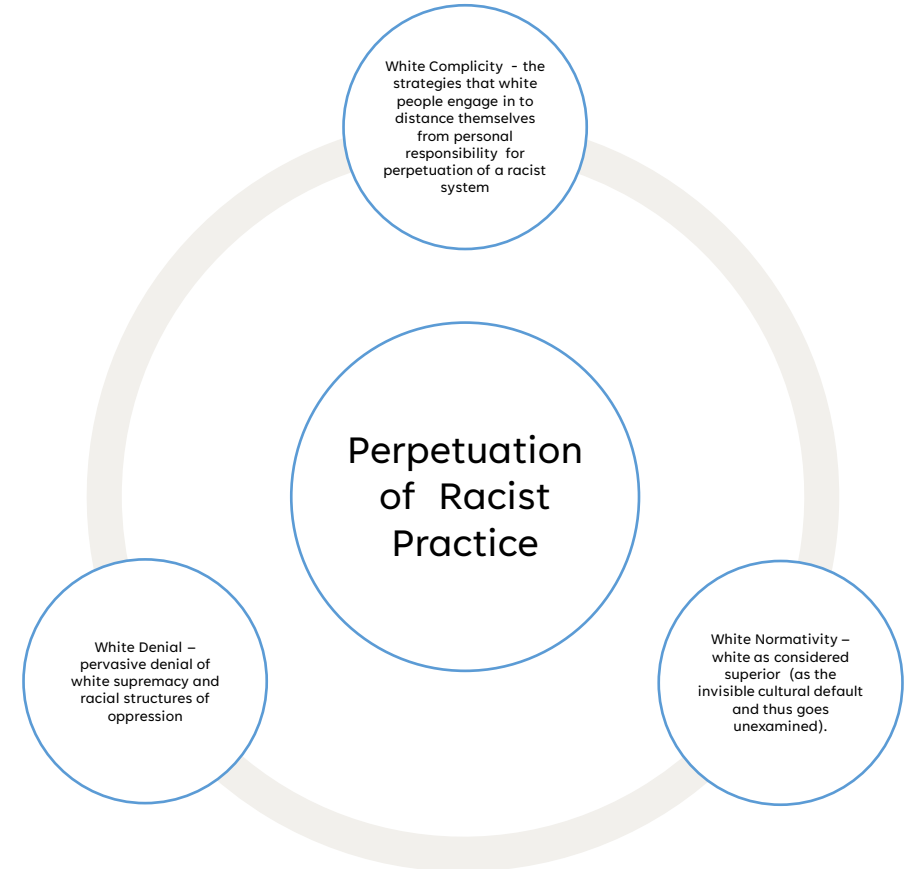 White Complicity - the
strategies that white
people engage in to
distance themselves
from personal
responsibility for
perpetuation of a racist
system
Perpetuation
of Racist
Practice
White Denial –
pervasive denial of
white supremacy and
racial structures of
oppression
White Normativity –
white as considered
superior (as the
invisible cultural default
and thus goes
unexamined).